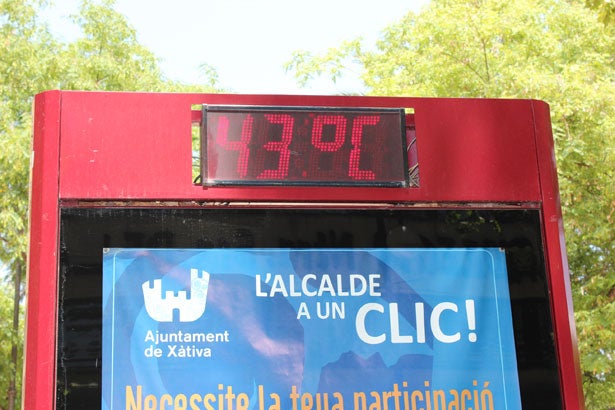 43ºC
L'ALCALDE
A UN
CLIC!
Ajuntament
de Xàtiva
Necessite la teua participació